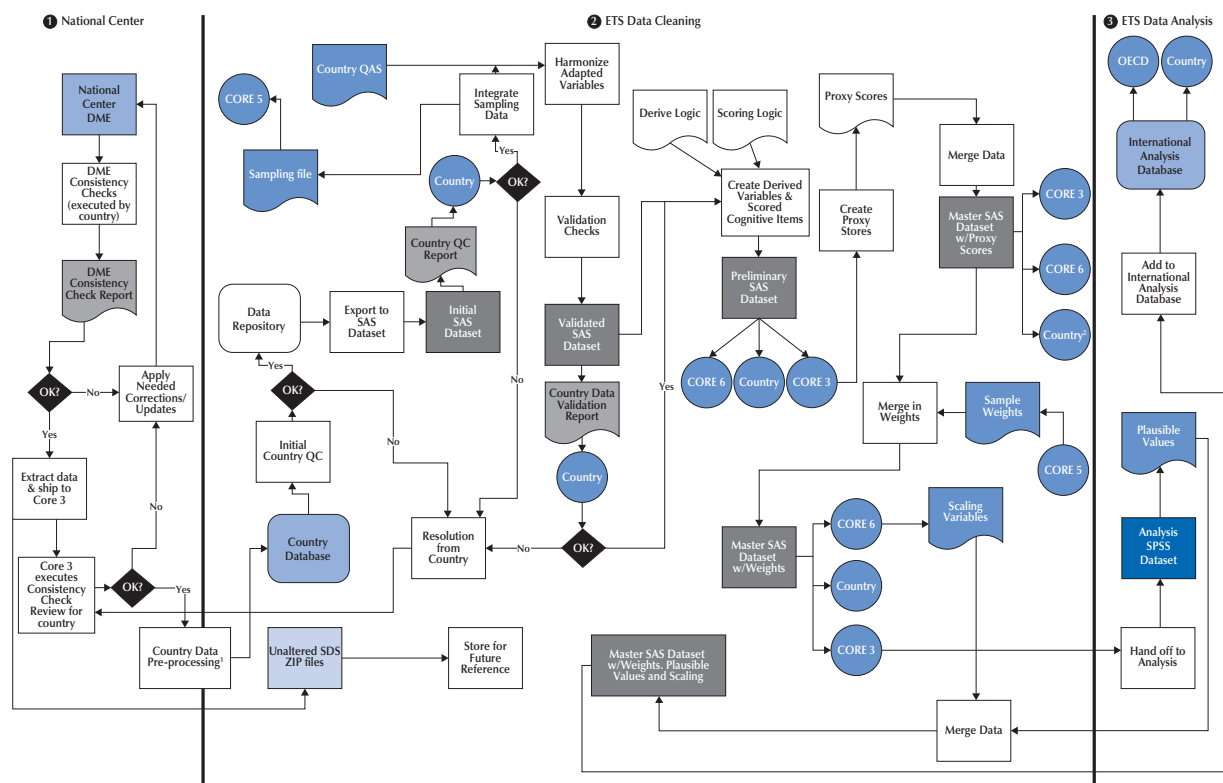 ❶ National Center
❷ ETS Data Cleaning
❸ ETS Data Analysis
National
Center
DME
DME
Consistency
Checks
(executed by
country)
DME
Consistency
Check Report
OK?
No
Apply
Needed
Corrections/
Updates
Yes
Extract data
& ship to
Core 3
No
Core 3
executes
Consistency
Check
Review for
country
OK?
Yes
Country Data
Pre-processing¹
CORE 5
Country QAS
Sampling file
Integrate
Sampling
Data
Yes
Country
OK?
Country QC
Report
Data
Repository
Export to
SAS
Dataset
Initial
SAS Dataset
Yes
OK?
Initial
Country QC
No
No
Country
Database
Resolution
from
Country
Unaltered SDS
ZIP files
Store for
Future
Reference
Harmonize
Adapted
Variables
Validation
Checks
Validated
SAS
Dataset
Country Data
Validation
Report
Country
OK?
No
Yes
Derive Logic
Scoring Logic
Create Derived
Variables &
Scored
Cognitive Items
Preliminary
SAS
Dataset
CORE 6
Country
CORE 3
Proxy Scores
Create
Proxy
Stores
Merge Data
Master SAS
Dataset
w/Proxy
Scores
CORE 3
CORE 6
Country²
Merge in
Weights
Sample
Weights
CORE 5
Master SAS
Dataset
w/Weights
CORE 6
Country
CORE 3
Scaling
Variables
Master SAS Dataset
w/Weights. Plausible
Values and Scaling
Merge Data
OECD
Country
International
Analysis
Database
Add to
International
Analysis
Database
Plausible
Values
Analysis
SPSS
Dataset
Hand off to
Analysis